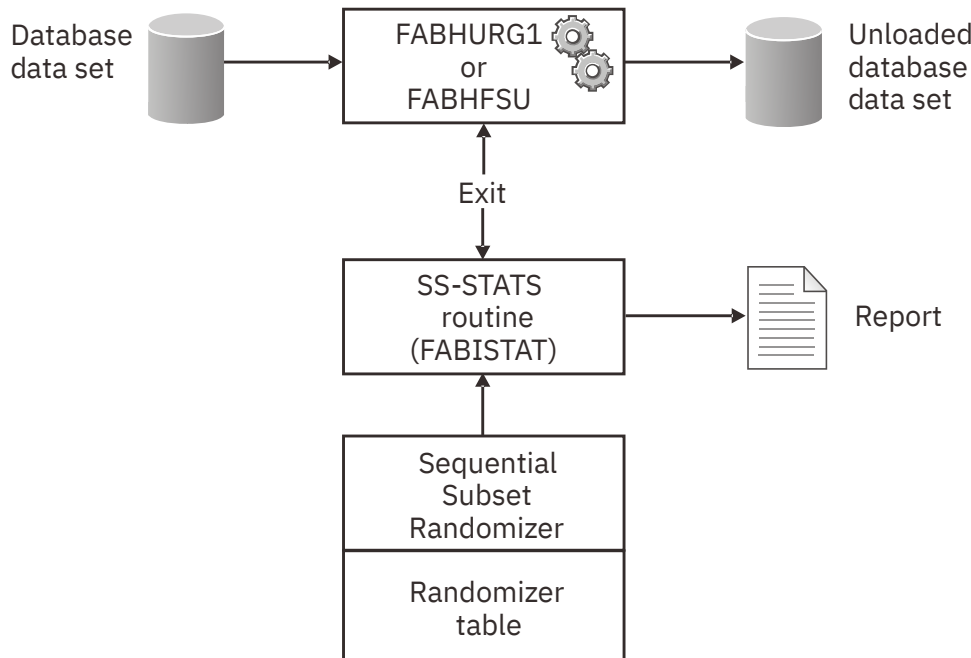 Database
data set
FABHURG1
or
FABHFSU
Unloaded
database
data set
Exit
SS-STATS
routine
(FABISTAT)
Report
Sequential
Subset
Randomizer
Randomizer
table